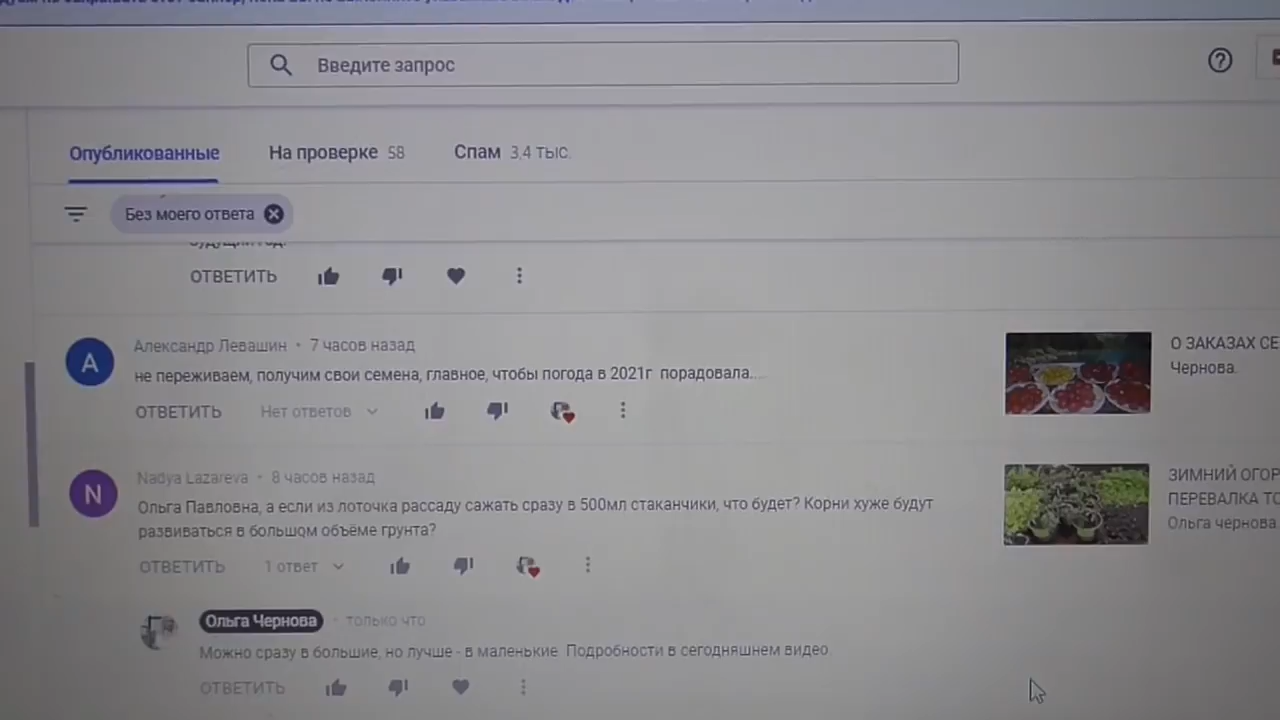 Введите запрос
Опубликованные
На проверке 58
Спам 3,4 тыс.
Без моего ответа
будущий год.
ОТВЕТИТЬ
Александр Левашин • 7 часов назад
не переживаем, получим свои семена, главное, чтобы погода в 2021г порадовала....
ОТВЕТИТЬ Нет ответов
О ЗАКАЗАХ СЕ
Чернова.
Nadya Lazareva • 8 часов назад
Ольга Павловна, а если из лоточка рассаду сажать сразу в 500мл стаканчики, что будет? Корни хуже будут
развиваться в большом объёме грунта?
ОТВЕТИТЬ 1 ответ
ЗИМНИЙ ОГОР
ПЕРЕВАЛКА ТО
Ольга чернова
Ольга Чернова • только что
Можно сразу в большие, но лучше - в маленькие Подробности в сегодняшнем видео.
ОТВЕТИТЬ
A
N